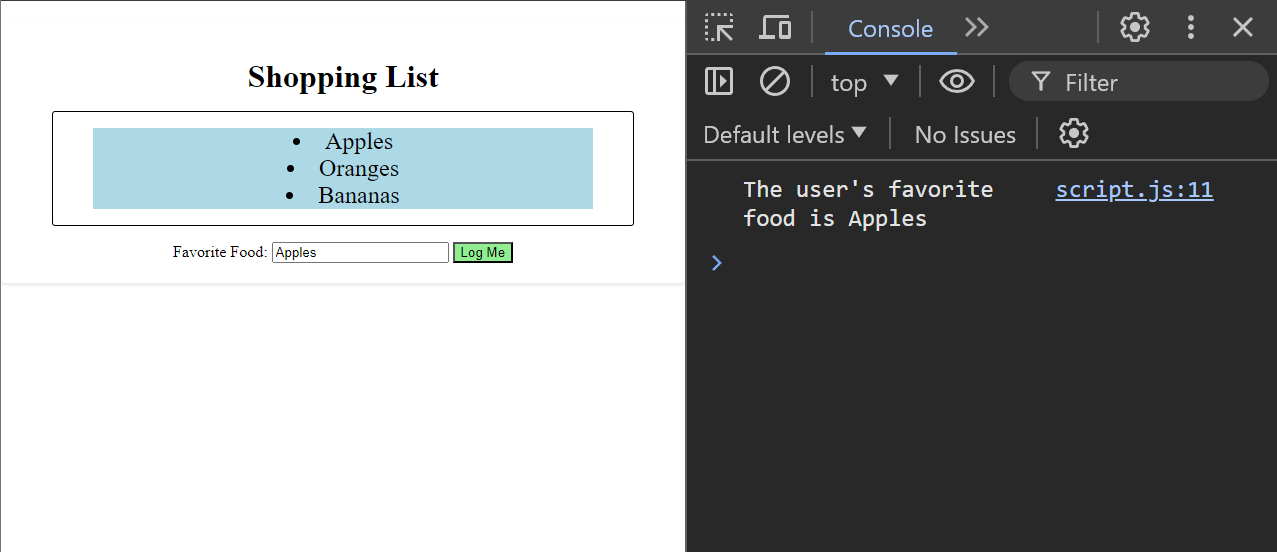 Shopping List
Apples
Oranges
Bananas
Favorite Food: Apples Log Me
Console
top Filter
Default levels No Issues
The user's favorite script.js:11
food is Apples